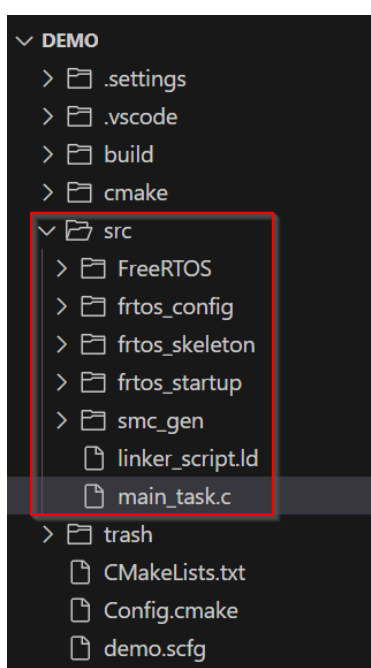 DEMO
.settings
.vscode
build
cmake
src
FreeRTOS
frtos_config
frtos_skeleton
frtos_startup
smc_gen
linker_script.ld
main_task.c
trash
CMakeLists.txt
Config.cmake
demo.scfg